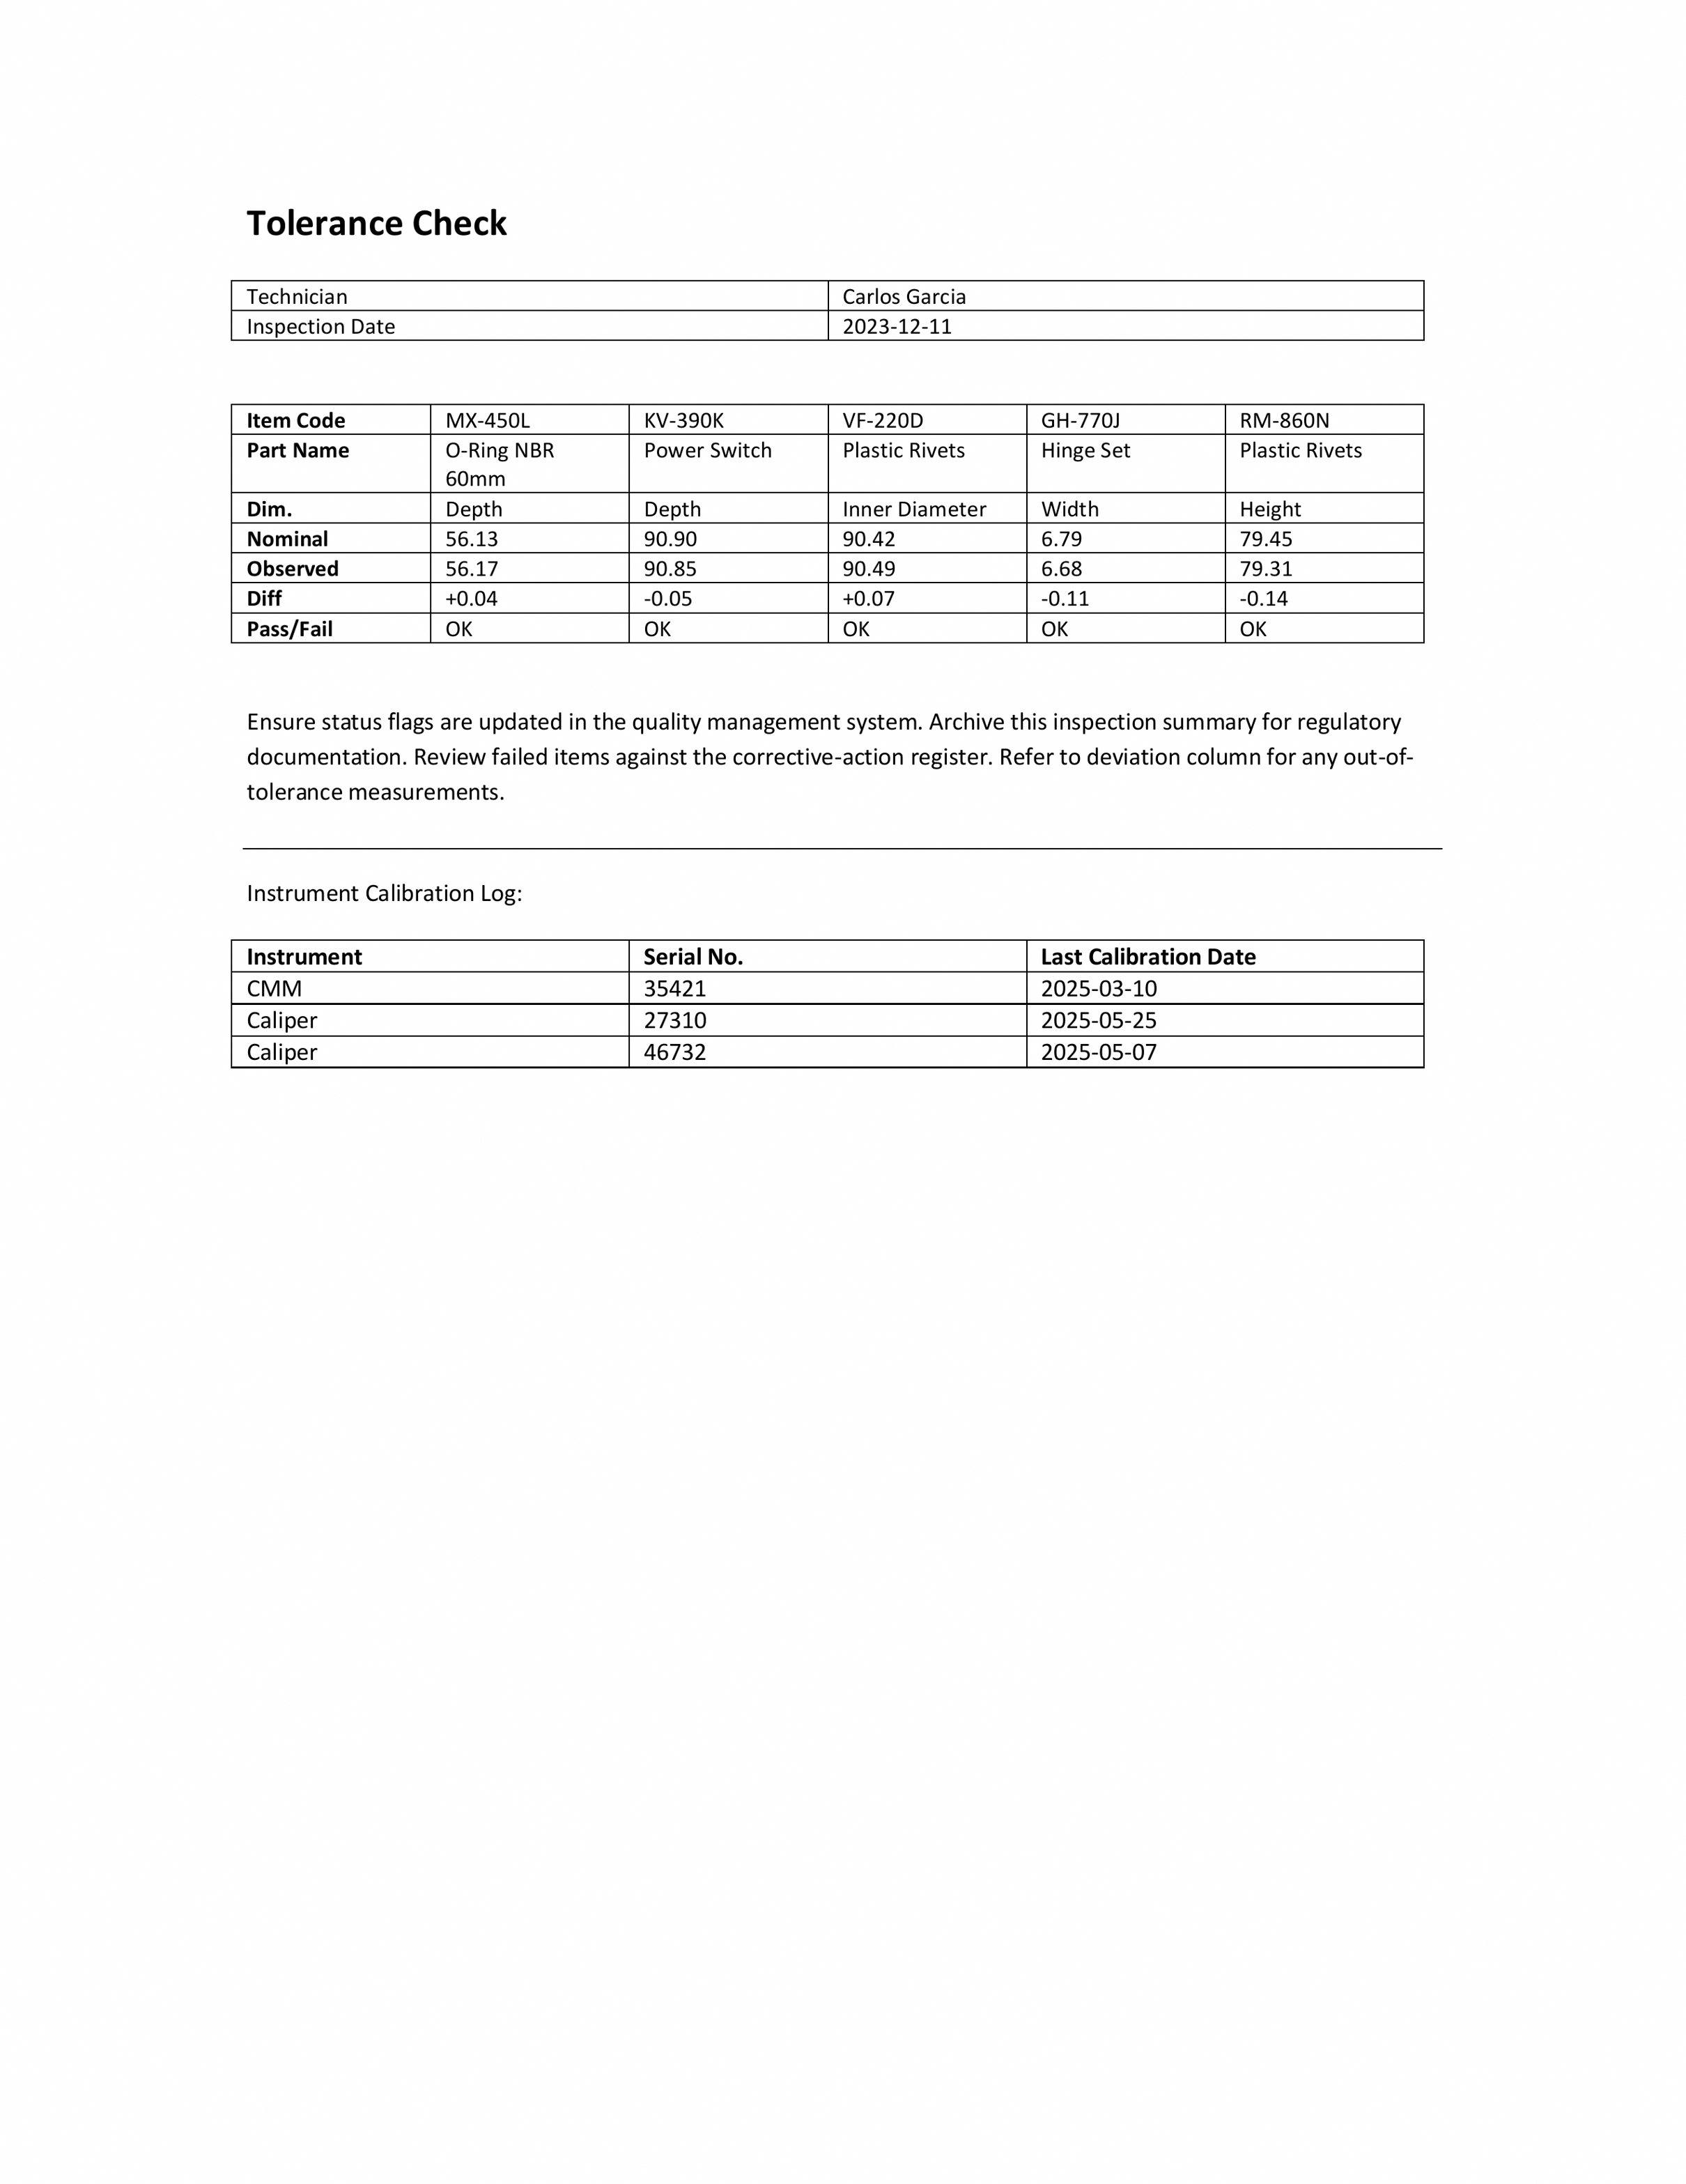 Tolerance Check
Technician Carlos Garcia
Inspection Date 2023-12-11
Item Code MX-450L KV-390K VF-220D GH-770J RM-860N
Part Name O-Ring NBR Power Switch Plastic Rivets Hinge Set Plastic Rivets
60mm
Dim. Depth Depth Inner Diameter Width Height
Nominal 56.13 90.90 90.42 6.79 79.45
Observed 56.17 90.85 90.49 6.68 79.31
Diff +0.04 -0.05 +0.07 -0.11 -0.14
Pass/Fail OK OK OK OK OK
Ensure status flags are updated in the quality management system. Archive this inspection summary for regulatory
documentation. Review failed items against the corrective-action register. Refer to deviation column for any out-of-
tolerance measurements.
Instrument Calibration Log:
Instrument Serial No. Last Calibration Date
CMM 35421 2025-03-10
Caliper 27310 2025-05-25
Caliper 46732 2025-05-07